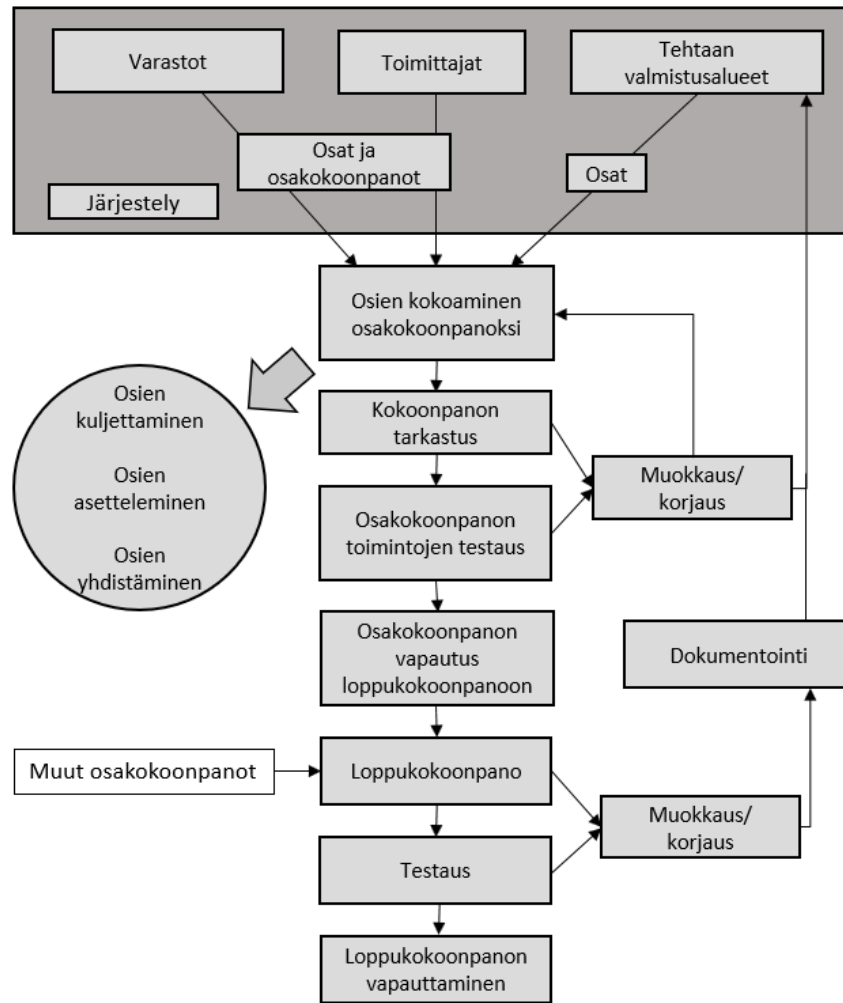 Varastot
Toimittajat
Tehtaan
valmistusalueet
Osat ja
osakokoonpanot
Osat
Järjestely
Osien kokoaminen
osakokoonpanoksi
Osien
kuljettaminen
Osien
asetteleminen
Osien
yhdistäminen
Kokoonpanon
tarkastus
Muokkaus/
korjaus
Osakokoonpanon
toimintojen testaus
Osakokoonpanon
vapautus
loppukokoonpanoon
Dokumentointi
Muut osakokoonpanot
Loppukokoonpano
Muokkaus/
korjaus
Testaus
Loppukokoonpanon
vapauttaminen